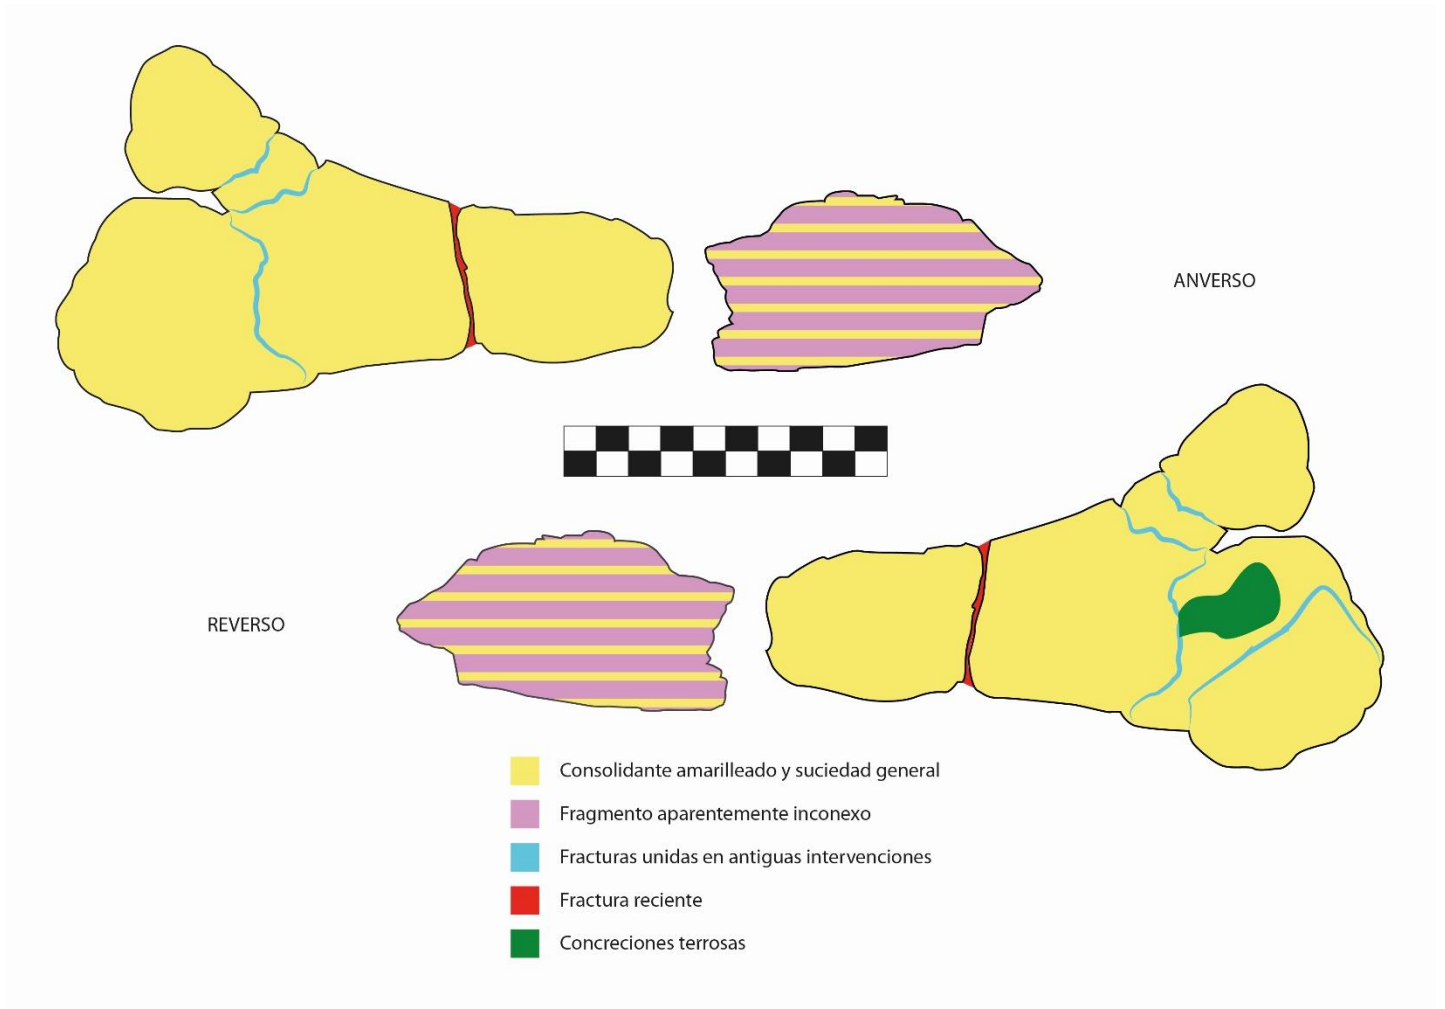 ANVERSO
REVERSO
Consolidante amarilleado y suciedad general
Fragmento aparentemente inconexo
Fracturas unidas en antiguas intervenciones
Fractura reciente
Concreciones terrosas